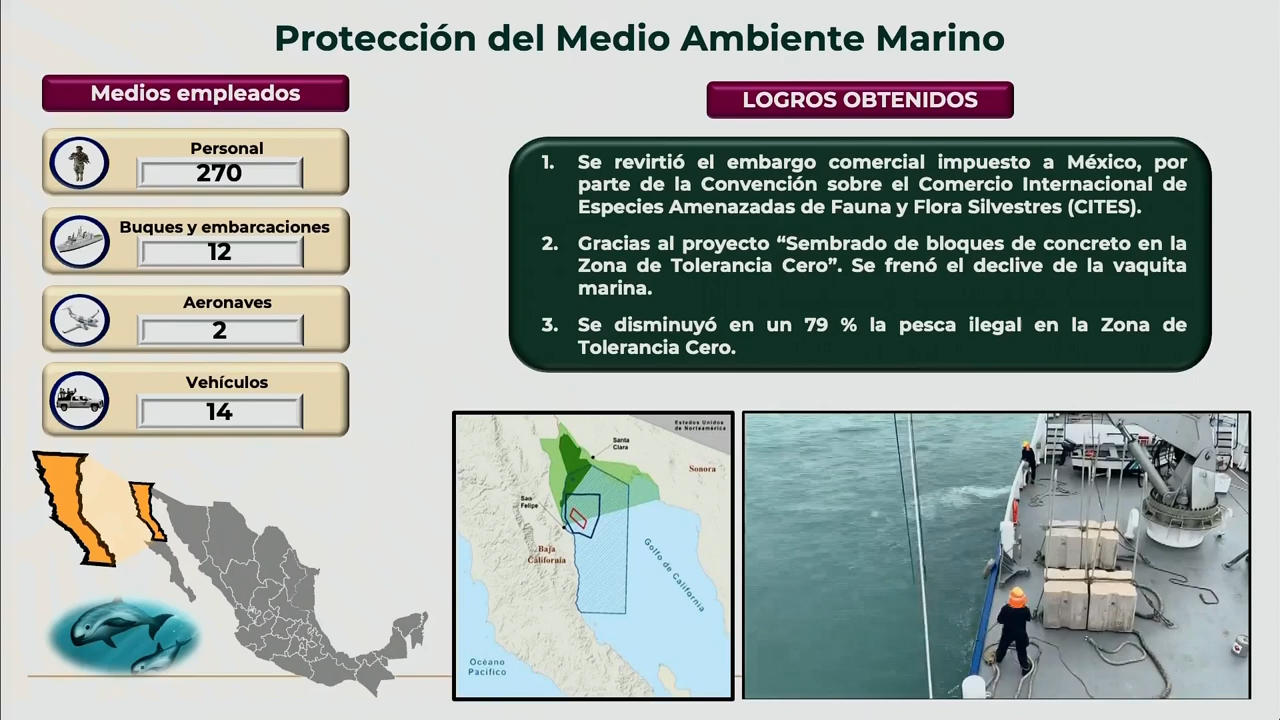 Protección del Medio Ambiente Marino
Medios empleados
Personal
270
Buques y embarcaciones
12
Aeronaves
2
Vehículos
14
LOGROS OBTENIDOS
1. Se revirtió el embargo comercial impuesto a México, por
parte de la Convención sobre el Comercio Internacional de
Especies Amenazadas de Fauna y Flora Silvestres (CITES).
2. Gracias al proyecto “Sembrado de bloques de concreto en la
Zona de Tolerancia Cero”. Se frenó el declive de la vaquita
marina.
3. Se disminuyó en un 79 % la pesca ilegal en la Zona de
Tolerancia Cero.
Estados Unidos
de Norteamérica
Santa
Clara
Sonora
San
Felipe
Baja
California
Golfo de California
Océano
Pacífico